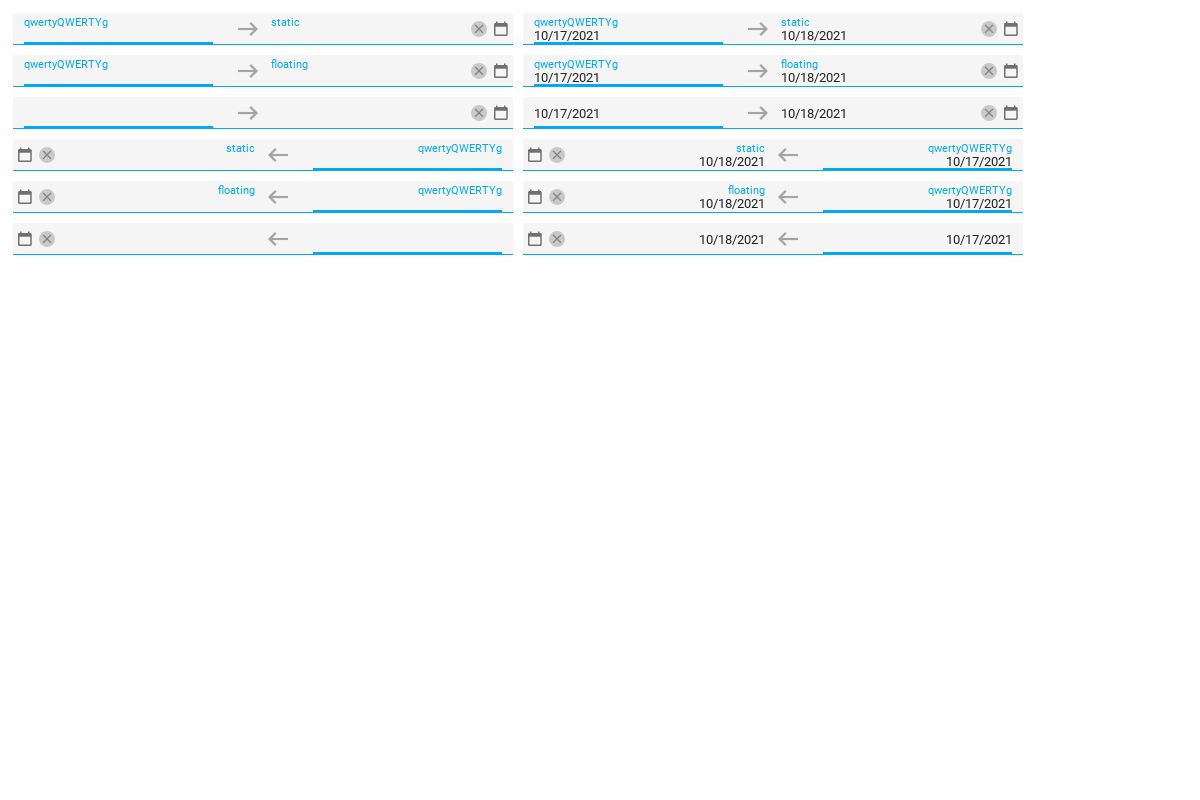 qwertyQWERTYg static qwertyQWERTYg static
10/17/2021 10/18/2021
qwertyQWERTYg floating qwertyQWERTYg floating
10/17/2021 10/18/2021
10/17/2021 10/18/2021
static qwertyQWERTYg static qwertyQWERTYg
10/18/2021 10/17/2021
floating qwertyQWERTYg floating qwertyQWERTYg
10/18/2021 10/17/2021
10/18/2021 10/17/2021